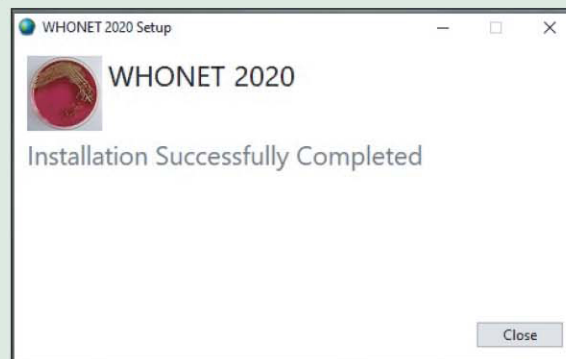 WHONET 2020 Setup
WHONET 2020
Installation Successfully Completed
Close